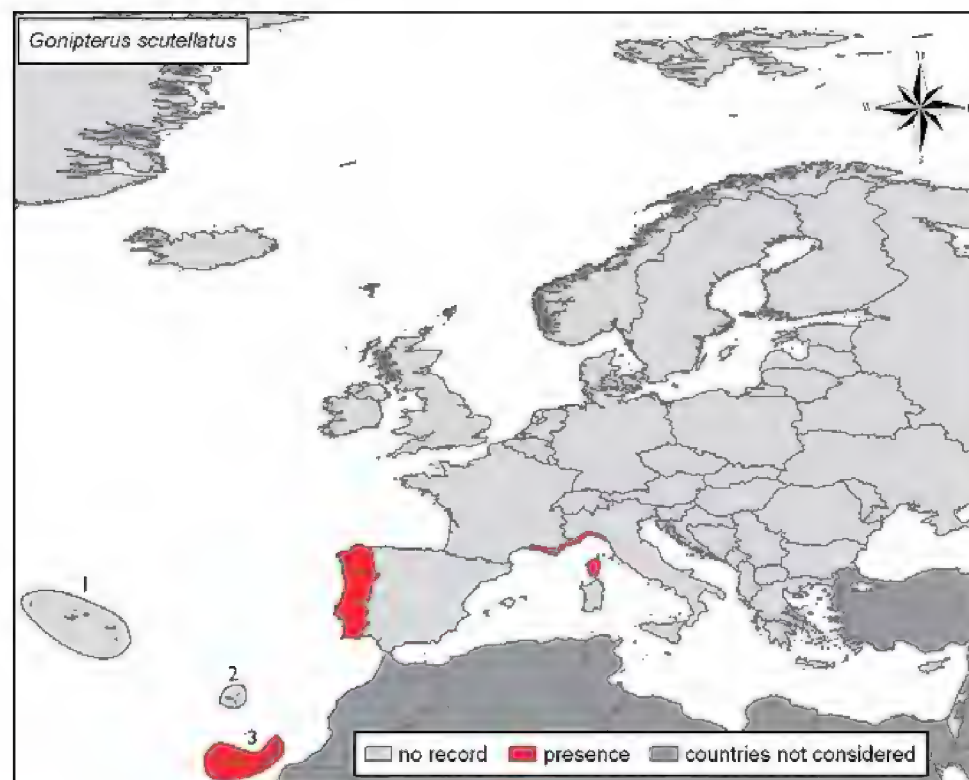 Gonipterus scutellatus
N
W
S
1
2
3
no record presence countries not considered